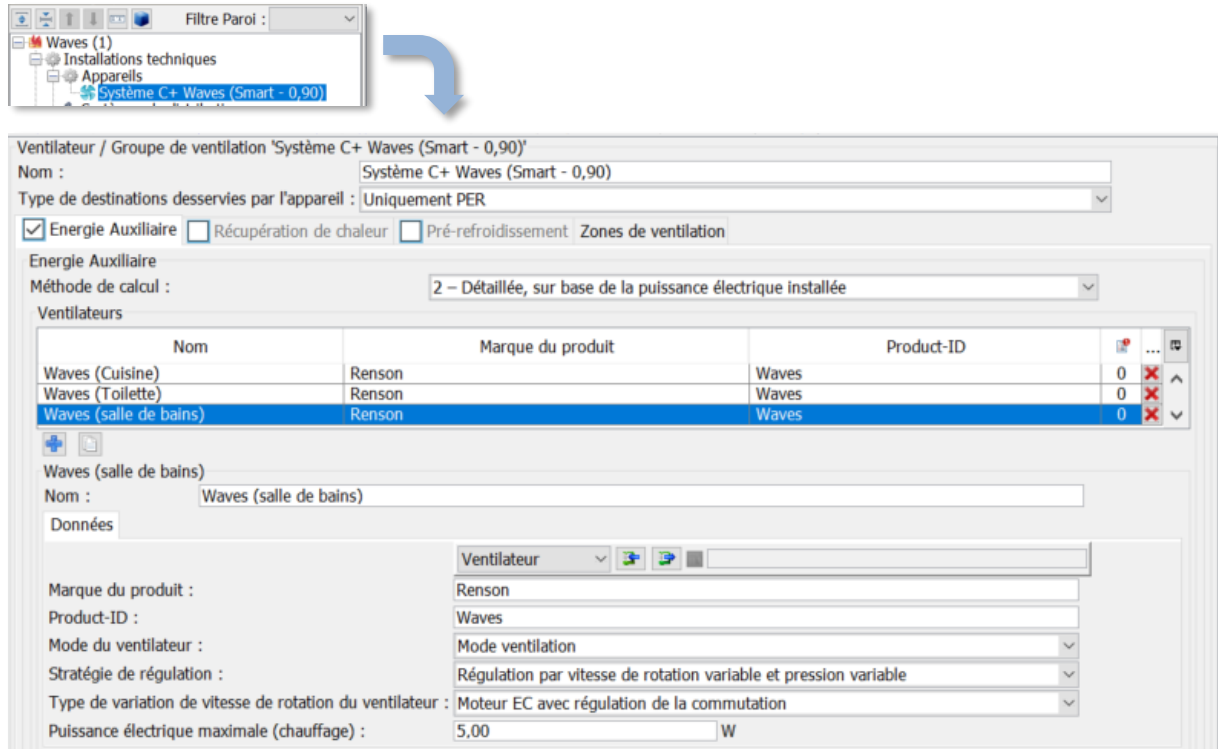 Filtre Paroi :
Waves (1)
Installations techniques
Appareils
Système C+ Waves (Smart - 0,90)
Ventilateur / Groupe de ventilation 'Système C+ Waves (Smart - 0,90)'
Nom : Système C+ Waves (Smart - 0,90)
Type de destinations desservies par l'appareil : Uniquement PER
Energie Auxiliaire Récupération de chaleur Pré-refroidissement Zones de ventilation
Energie Auxiliaire
Méthode de calcul : 2 – Détaillée, sur base de la puissance électrique installée
Ventilateurs
Nom Marque du produit Product-ID ...
Waves (Cuisine) Renson Waves 0
Waves (Toilette) Renson Waves 0
Waves (salle de bains) Renson Waves 0
Waves (salle de bains)
Nom : Waves (salle de bains)
Données
Ventilateur
Marque du produit : Renson
Product-ID : Waves
Mode du ventilateur : Mode ventilation
Stratégie de régulation : Régulation par vitesse de rotation variable et pression variable
Type de variation de vitesse de rotation du ventilateur : Moteur EC avec régulation de la commutation
Puissance électrique maximale (chauffage) : 5,00 W